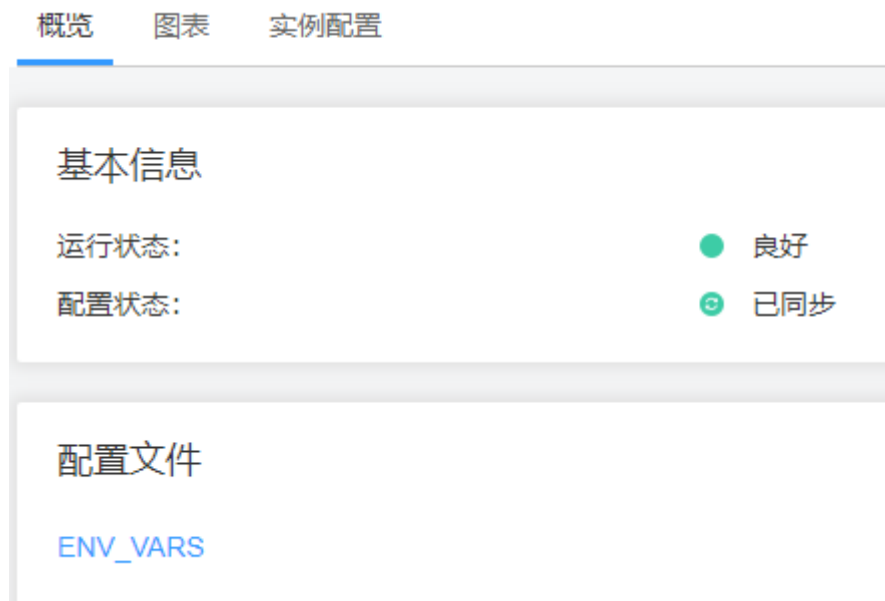 概览 图表 实例配置
基本信息
运行状态： 良好
配置状态： 已同步
配置文件
ENV_VARS